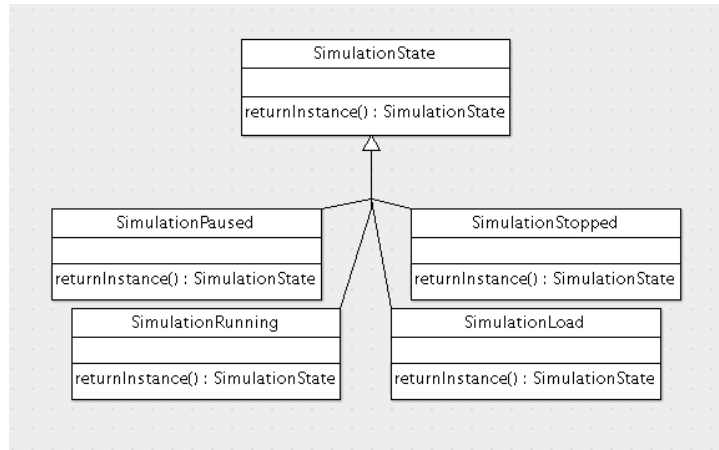 SimulationState
returnInstance() : SimulationState
SimulationPaused
returnInstance() : SimulationState
SimulationStopped
returnInstance() : SimulationState
SimulationRunning
returnInstance() : SimulationState
SimulationLoad
returnInstance() : SimulationState